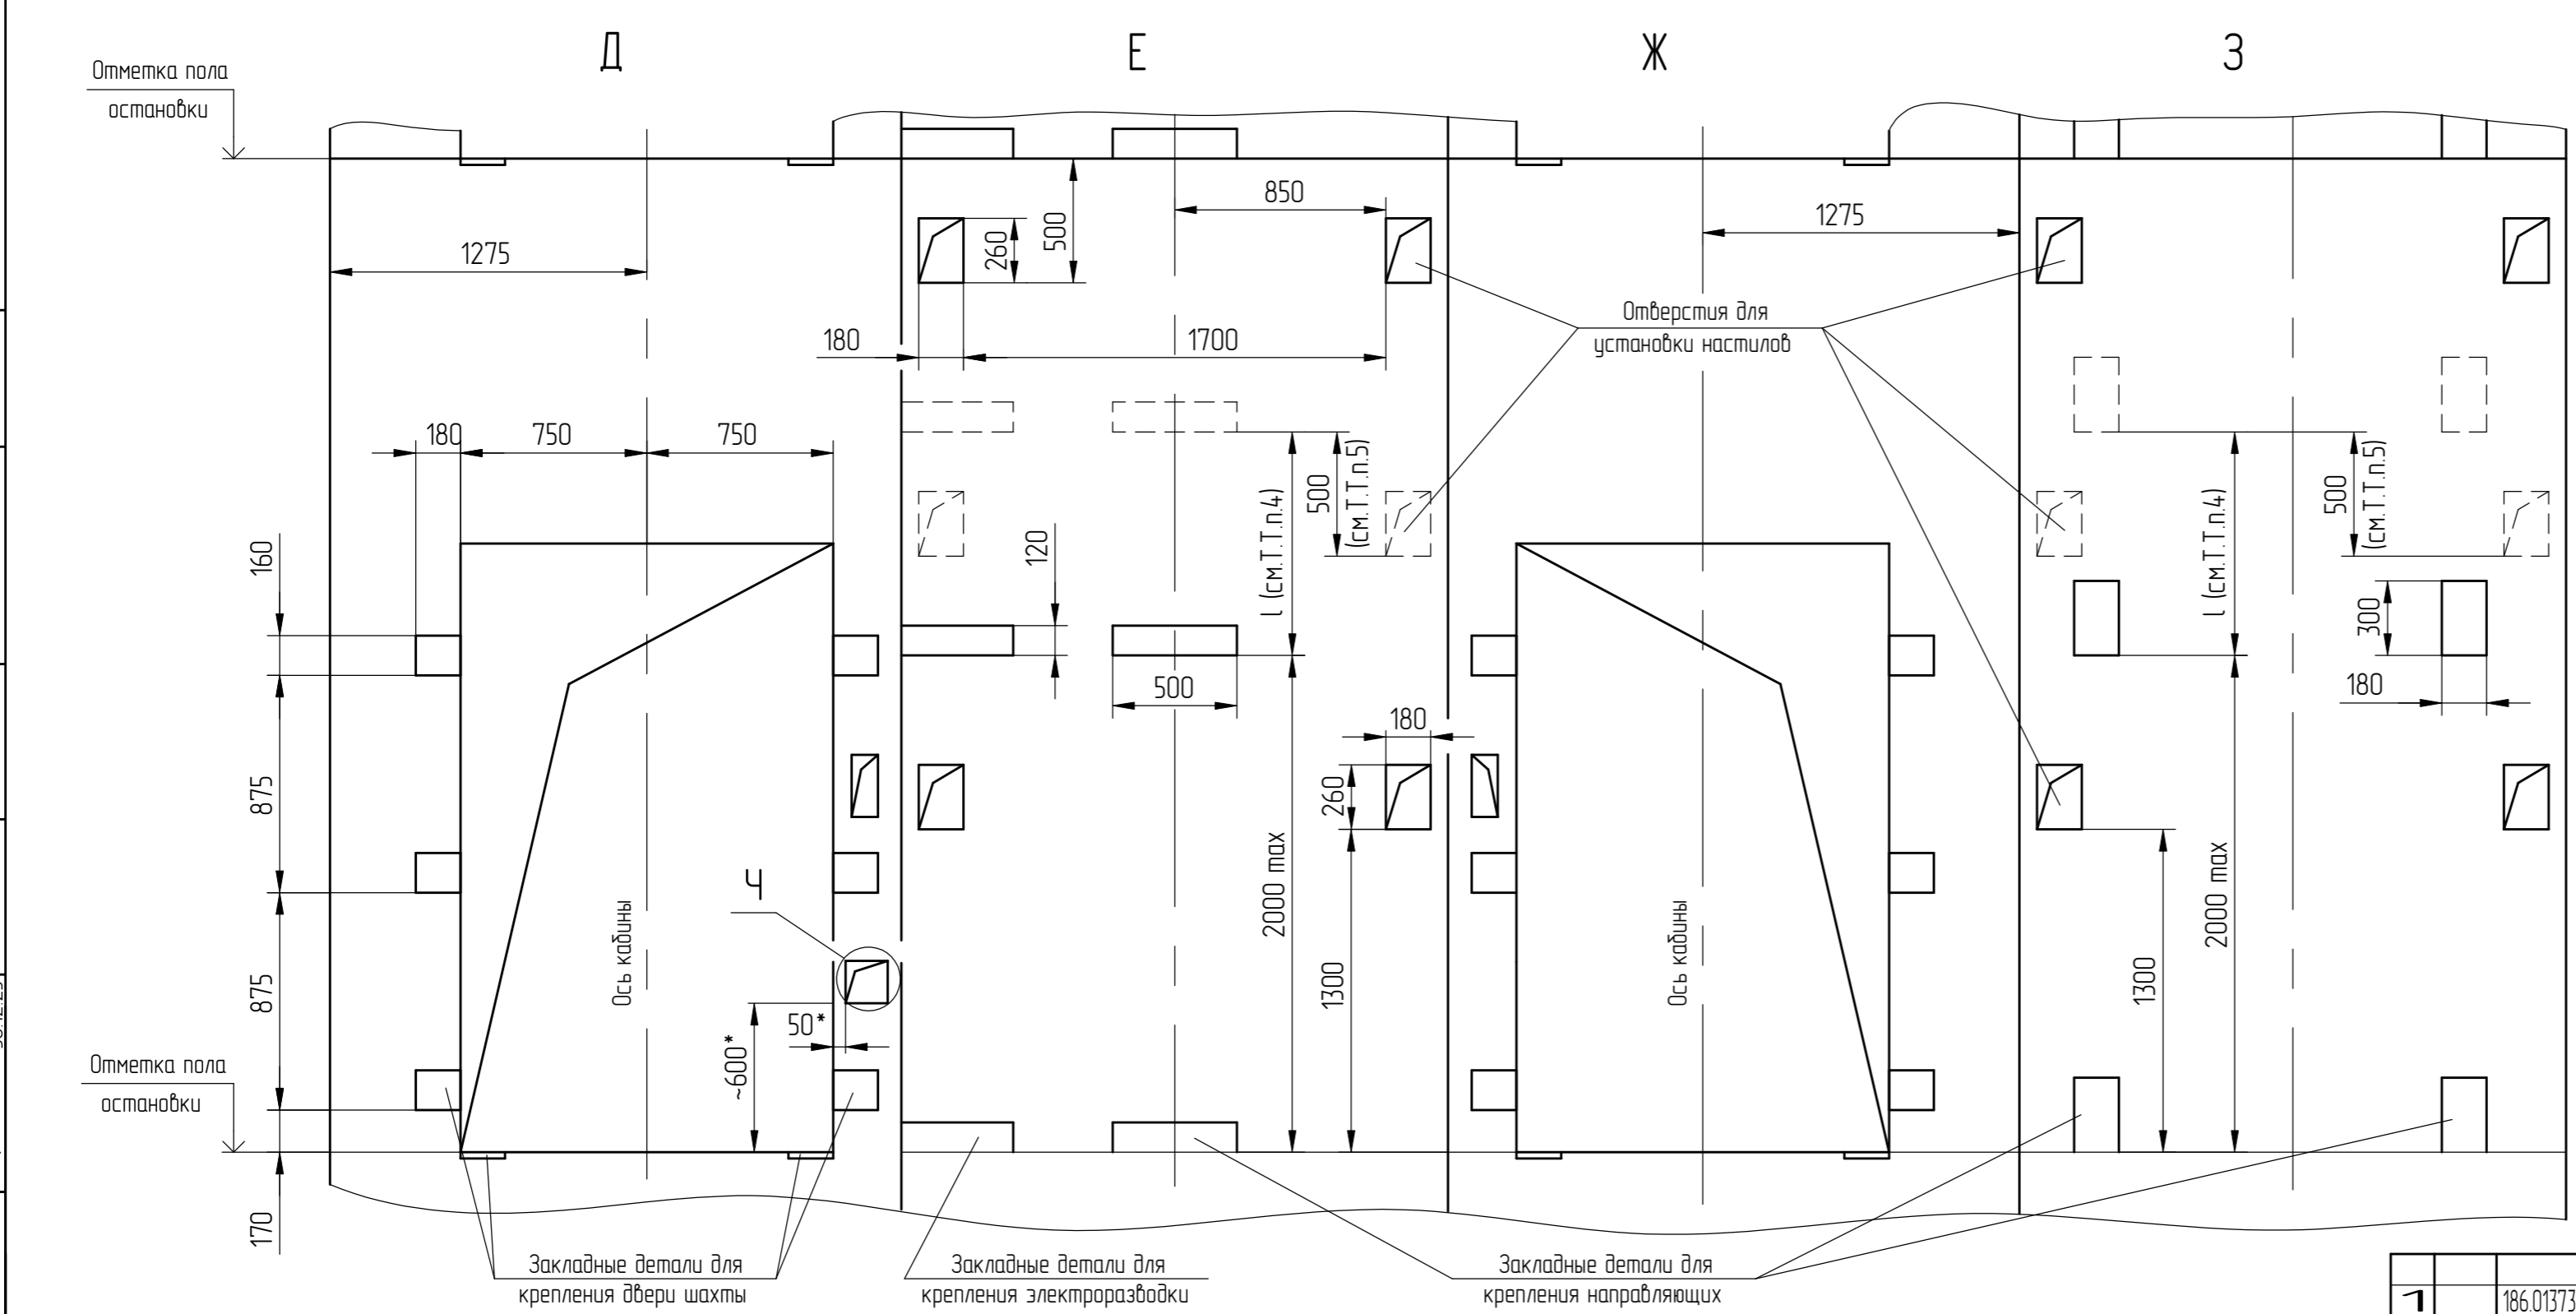 Д
Е
Ж
З
Отметка пола
остановки
1275
180
750
750
160
875
875
170
Ось кабины
Ч
50*
~600*
Отметка пола
остановки
Закладные детали для
крепления двери шахты
850
260
500
180
1700
120
500
l (см.Т.Т.п.4)
500
(см.Т.Т.п.5)
180
260
2000 max
1300
Закладные детали для
крепления электроразводки
1275
Отверстия для
установки настилов
Ось кабины
Закладные детали для
крепления направляющих
l (см.Т.Т.п.4)
500
(см.Т.Т.п.5)
300
180
2000 max
1300
1
186.01373